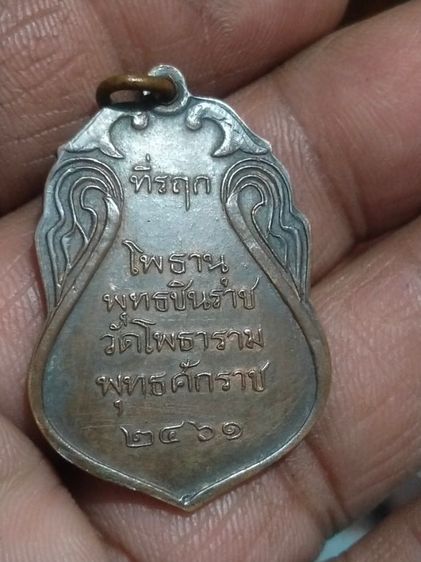 ที่รฤก
โพธานุ
พุทธชินราช
วัดโพธาราม
พุทธศักราช
๒๔๖๑